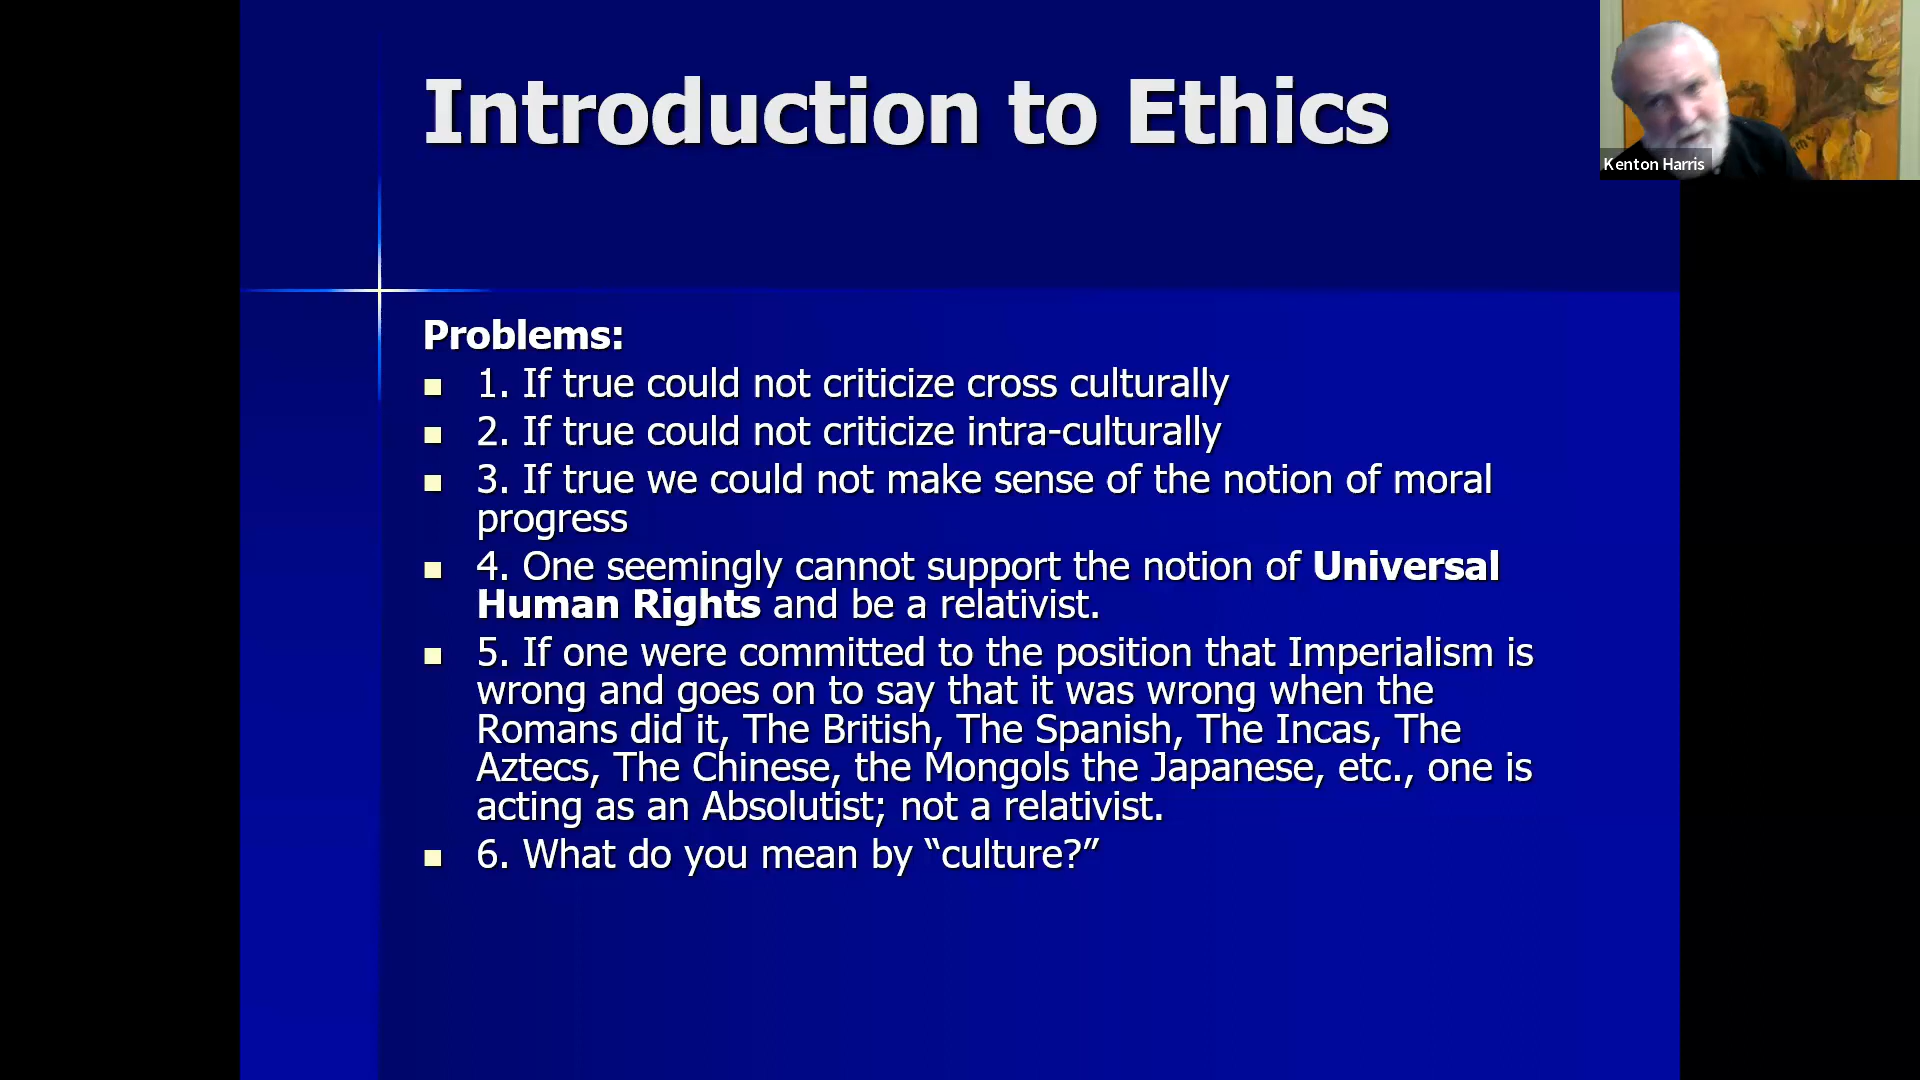 Introduction to Ethics
Kenton Harris
Problems:
1. If true could not criticize cross culturally
2. If true could not criticize intra-culturally
3. If true we could not make sense of the notion of moral
progress
4. One seemingly cannot support the notion of Universal
Human Rights and be a relativist.
5. If one were committed to the position that Imperialism is
wrong and goes on to say that it was wrong when the
Romans did it, The British, The Spanish, The Incas, The
Aztecs, The Chinese, the Mongols the Japanese, etc., one is
acting as an Absolutist; not a relativist.
6. What do you mean by “culture?”